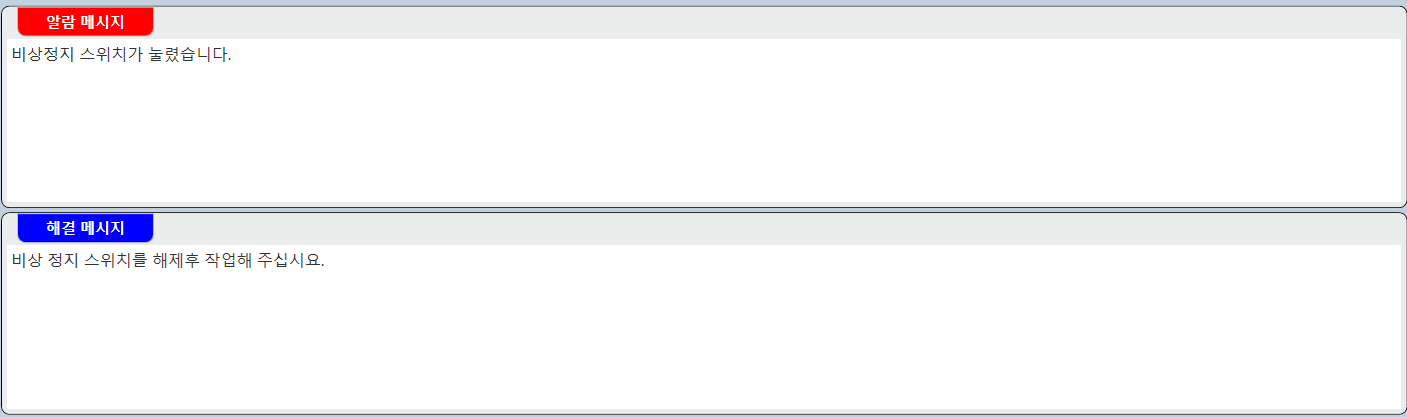 알람 메시지
비상정지 스위치가 눌렸습니다.
해결 메시지
비상 정지 스위치를 해제후 작업해 주십시요.